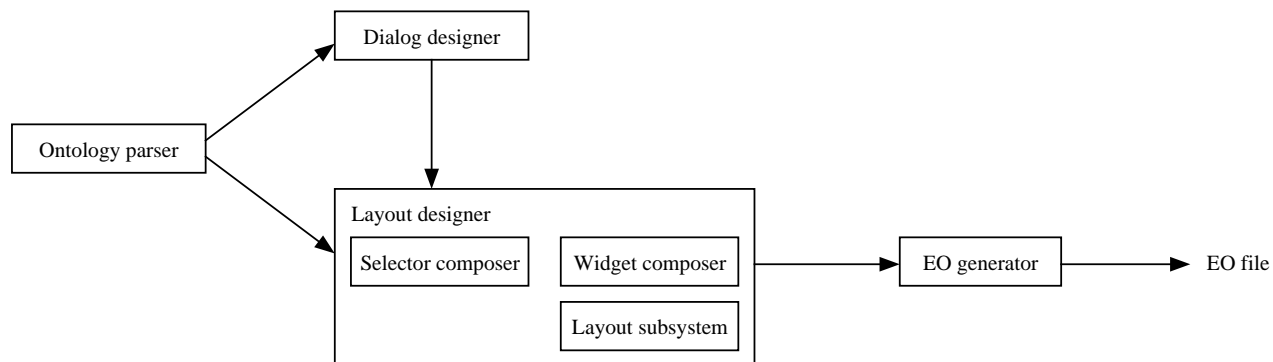 Dialog designer
Ontology parser
Layout designer
Selector composer
Widget composer
EO generator
EO file
Layout subsystem